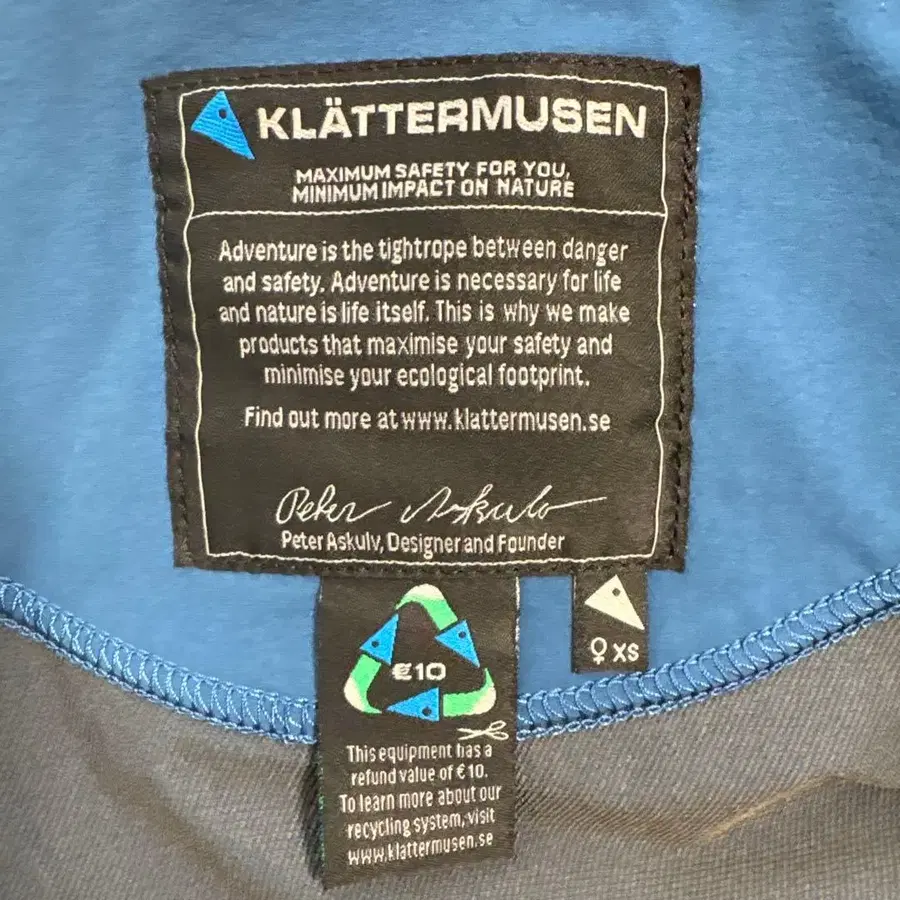 KLÄTTERMUSEN
MAXIMUM SAFETY FOR YOU,
MINIMUM IMPACT ON NATURE
Adventure is the tightrope between danger
and safety. Adventure is necessary for life
and nature is life itself. This is why we make
products that maximise your safety and
minimise your ecological footprint.
Find out more at www.klattermusen.se
Peter Askulv
Peter Askulv, Designer and Founder
€10
♀ XS
This equipment has a
refund value of €10.
To learn more about our
recycling system, visit
www.klattermusen.se